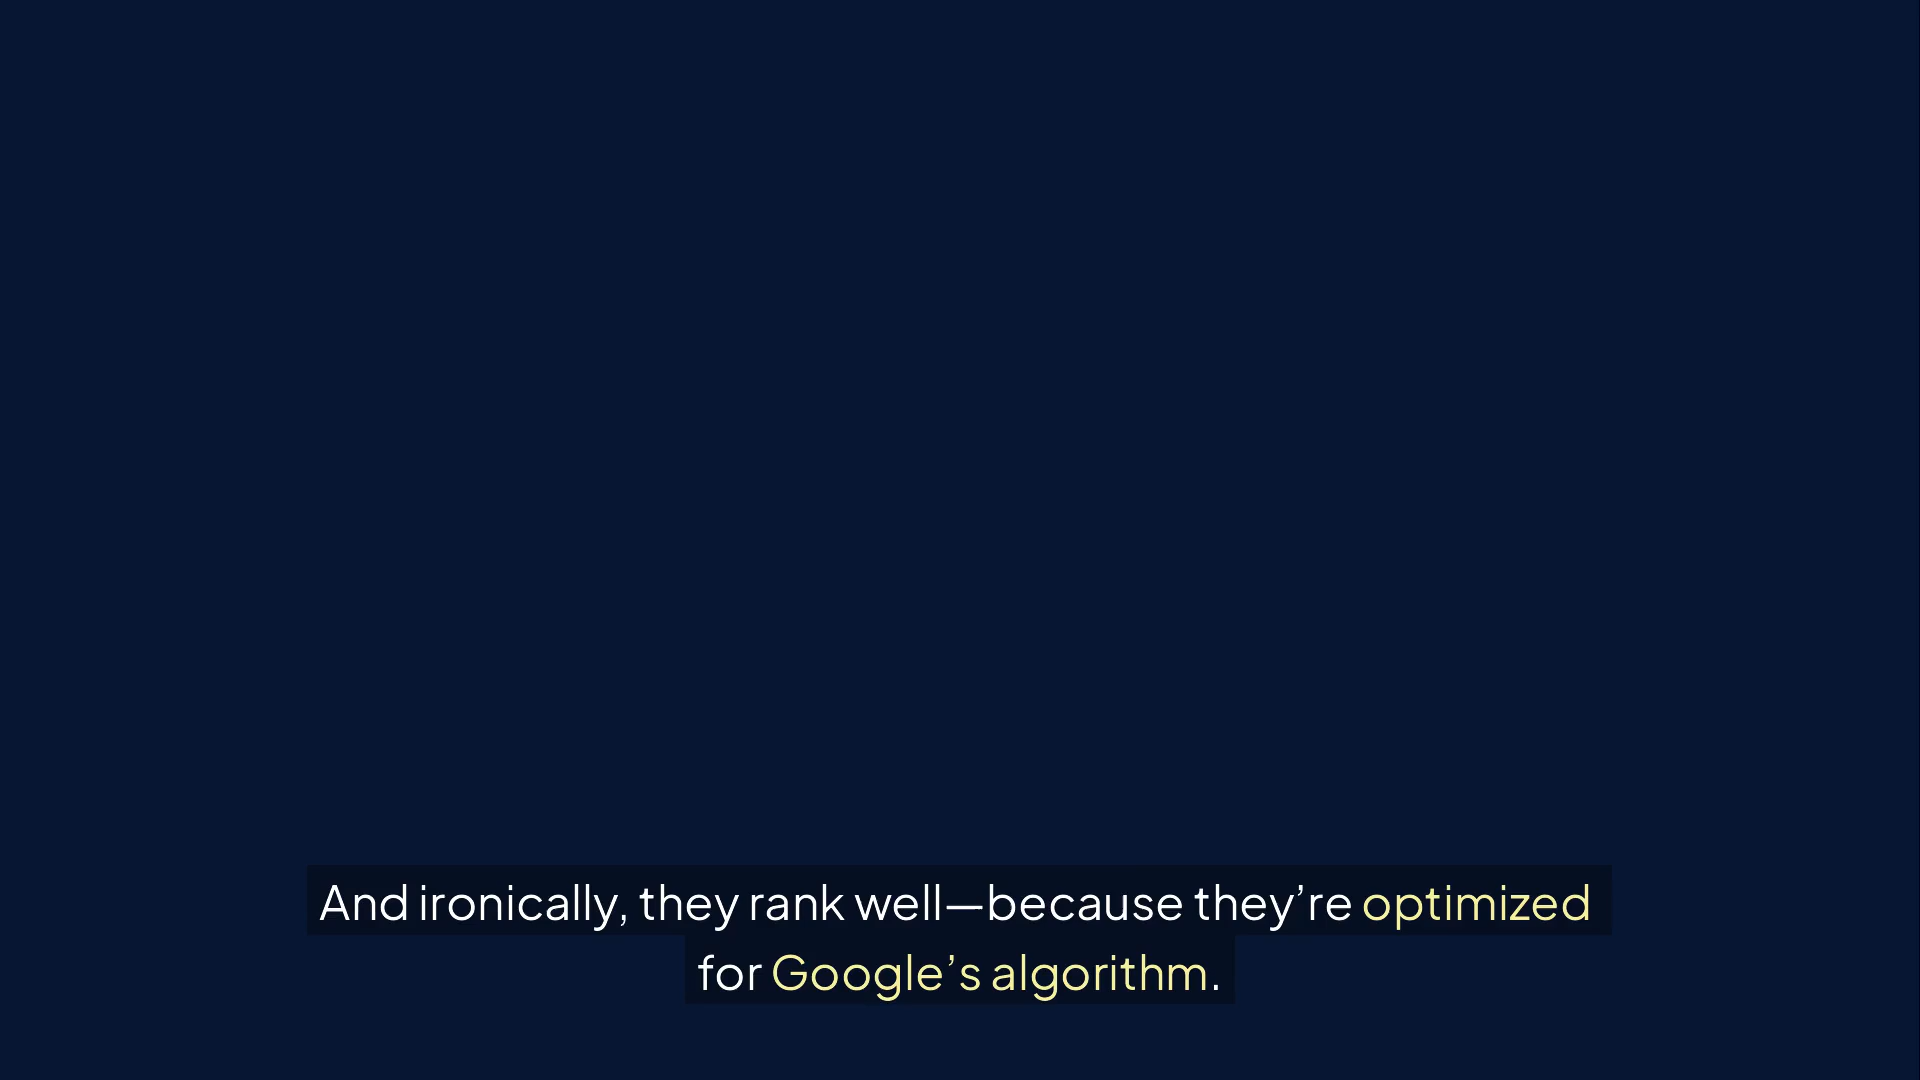 And ironically, they rank well—because they’re optimized
for Google’s algorithm.